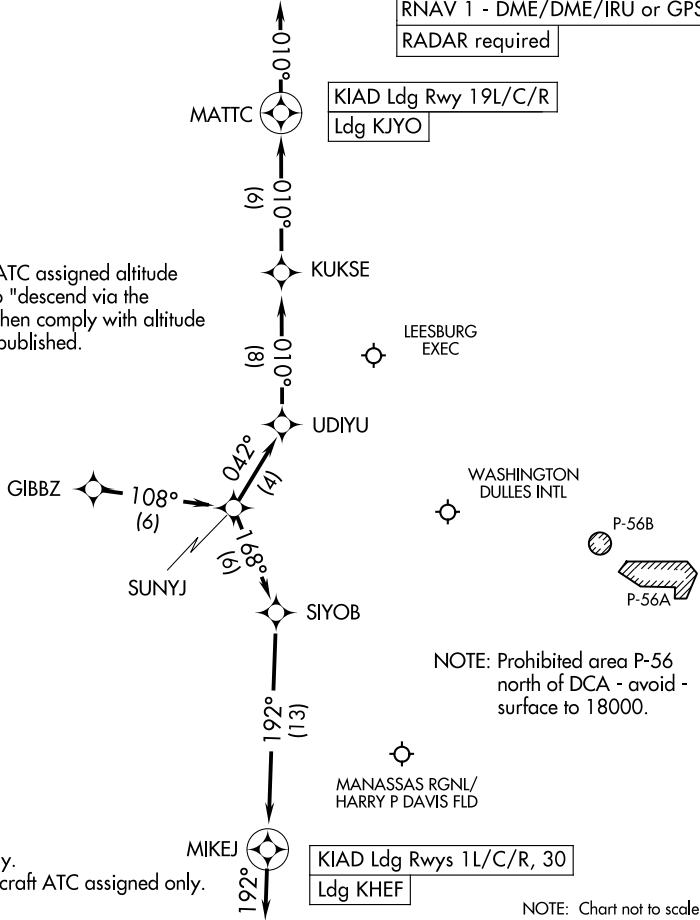 RNAV 1 - DME/DME/IRU or GPS
RADAR required
010°
MATTC
KIAD Ldg Rwy 19L/C/R
Ldg KJYO
010°
(9)
KUKSE
ATC assigned altitude
"descend via the
then comply with altitude
published.
LEESBURG
EXEC
010°
(8)
UDIYU
042°
(4)
GIBBZ
108°
(6)
WASHINGTON
DULLES INTL
P-56B
P-56A
SUNYJ
168°
(6)
SIYOB
NOTE: Prohibited area P-56
north of DCA - avoid -
surface to 18000.
192°
(13)
MANASSAS RGNL/
HARRY P DAVIS FLD
MIKEJ
KIAD Ldg Rwys 1L/C/R, 30
Ldg KHEF
y.
craft ATC assigned only.
192°
NOTE: Chart not to scale